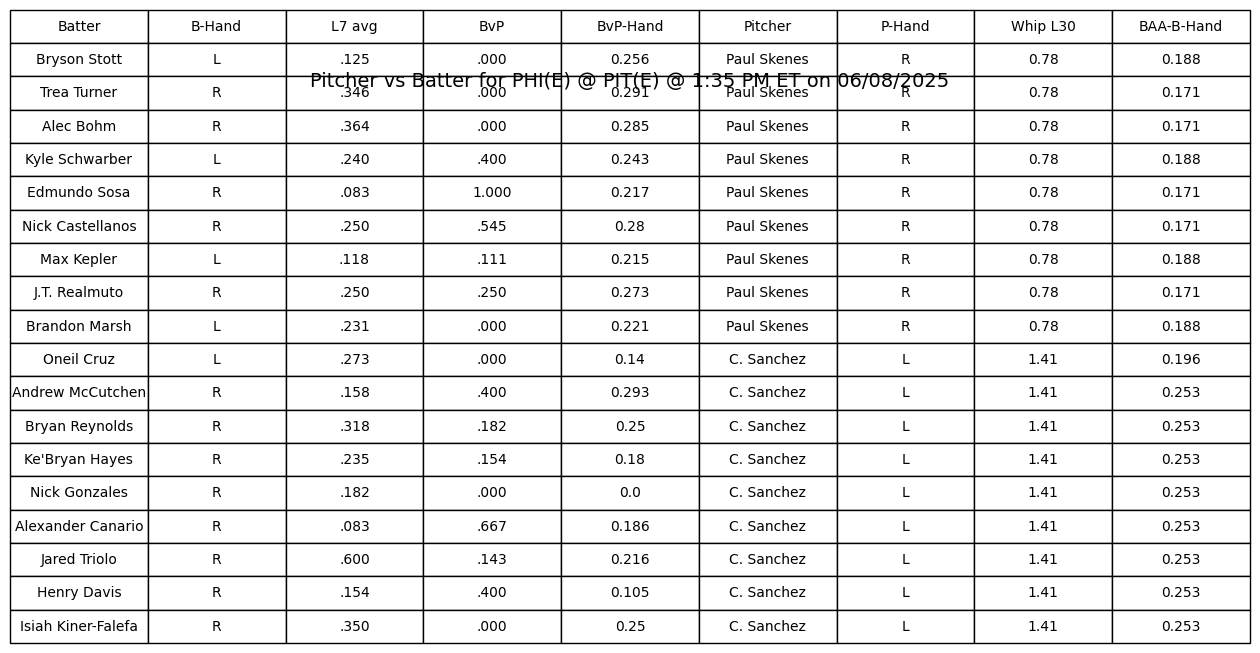 Batter B-Hand L7 avg BvP BvP-Hand Pitcher P-Hand Whip L30 BAA-B-Hand
Bryson Stott L .125 .000 0.256 Paul Skenes R 0.78 0.188
Pitcher vs Batter for PHI(E) @ PIT(E) @ 1:35 PM ET on 06/08/2025
Trea Turner R .346 .000 0.291 Paul Skenes R 0.78 0.171
Alec Bohm R .364 .000 0.285 Paul Skenes R 0.78 0.171
Kyle Schwarber L .240 .400 0.243 Paul Skenes R 0.78 0.188
Edmundo Sosa R .083 1.000 0.217 Paul Skenes R 0.78 0.171
Nick Castellanos R .250 .545 0.28 Paul Skenes R 0.78 0.171
Max Kepler L .118 .111 0.215 Paul Skenes R 0.78 0.188
J.T. Realmuto R .250 .250 0.273 Paul Skenes R 0.78 0.171
Brandon Marsh L .231 .000 0.221 Paul Skenes R 0.78 0.188
Oneil Cruz L .273 .000 0.14 C. Sanchez L 1.41 0.196
Andrew McCutchen R .158 .400 0.293 C. Sanchez L 1.41 0.253
Bryan Reynolds R .318 .182 0.25 C. Sanchez L 1.41 0.253
Ke'Bryan Hayes R .235 .154 0.18 C. Sanchez L 1.41 0.253
Nick Gonzales R .182 .000 0.0 C. Sanchez L 1.41 0.253
Alexander Canario R .083 .667 0.186 C. Sanchez L 1.41 0.253
Jared Triolo R .600 .143 0.216 C. Sanchez L 1.41 0.253
Henry Davis R .154 .400 0.105 C. Sanchez L 1.41 0.253
Isiah Kiner-Falefa R .350 .000 0.25 C. Sanchez L 1.41 0.253